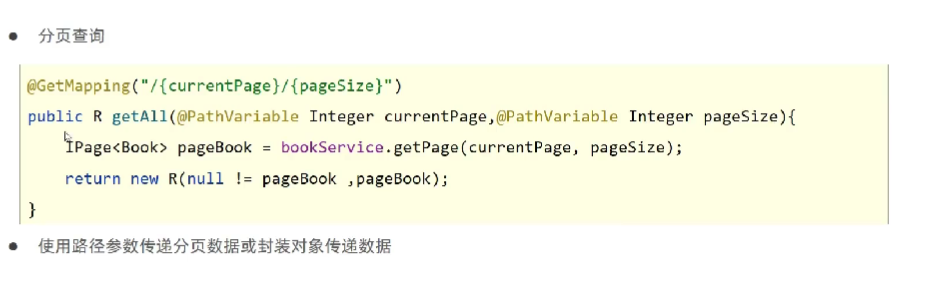 ● 分页查询
@GetMapping("/{currentPage}/{pageSize}")
public R getAll(@PathVariable Integer currentPage,@PathVariable Integer pageSize){
    IPage<Book> pageBook = bookService.getPage(currentPage, pageSize);
    return new R(null != pageBook ,pageBook);
}
● 使用路径参数传递分页数据或封装对象传递数据